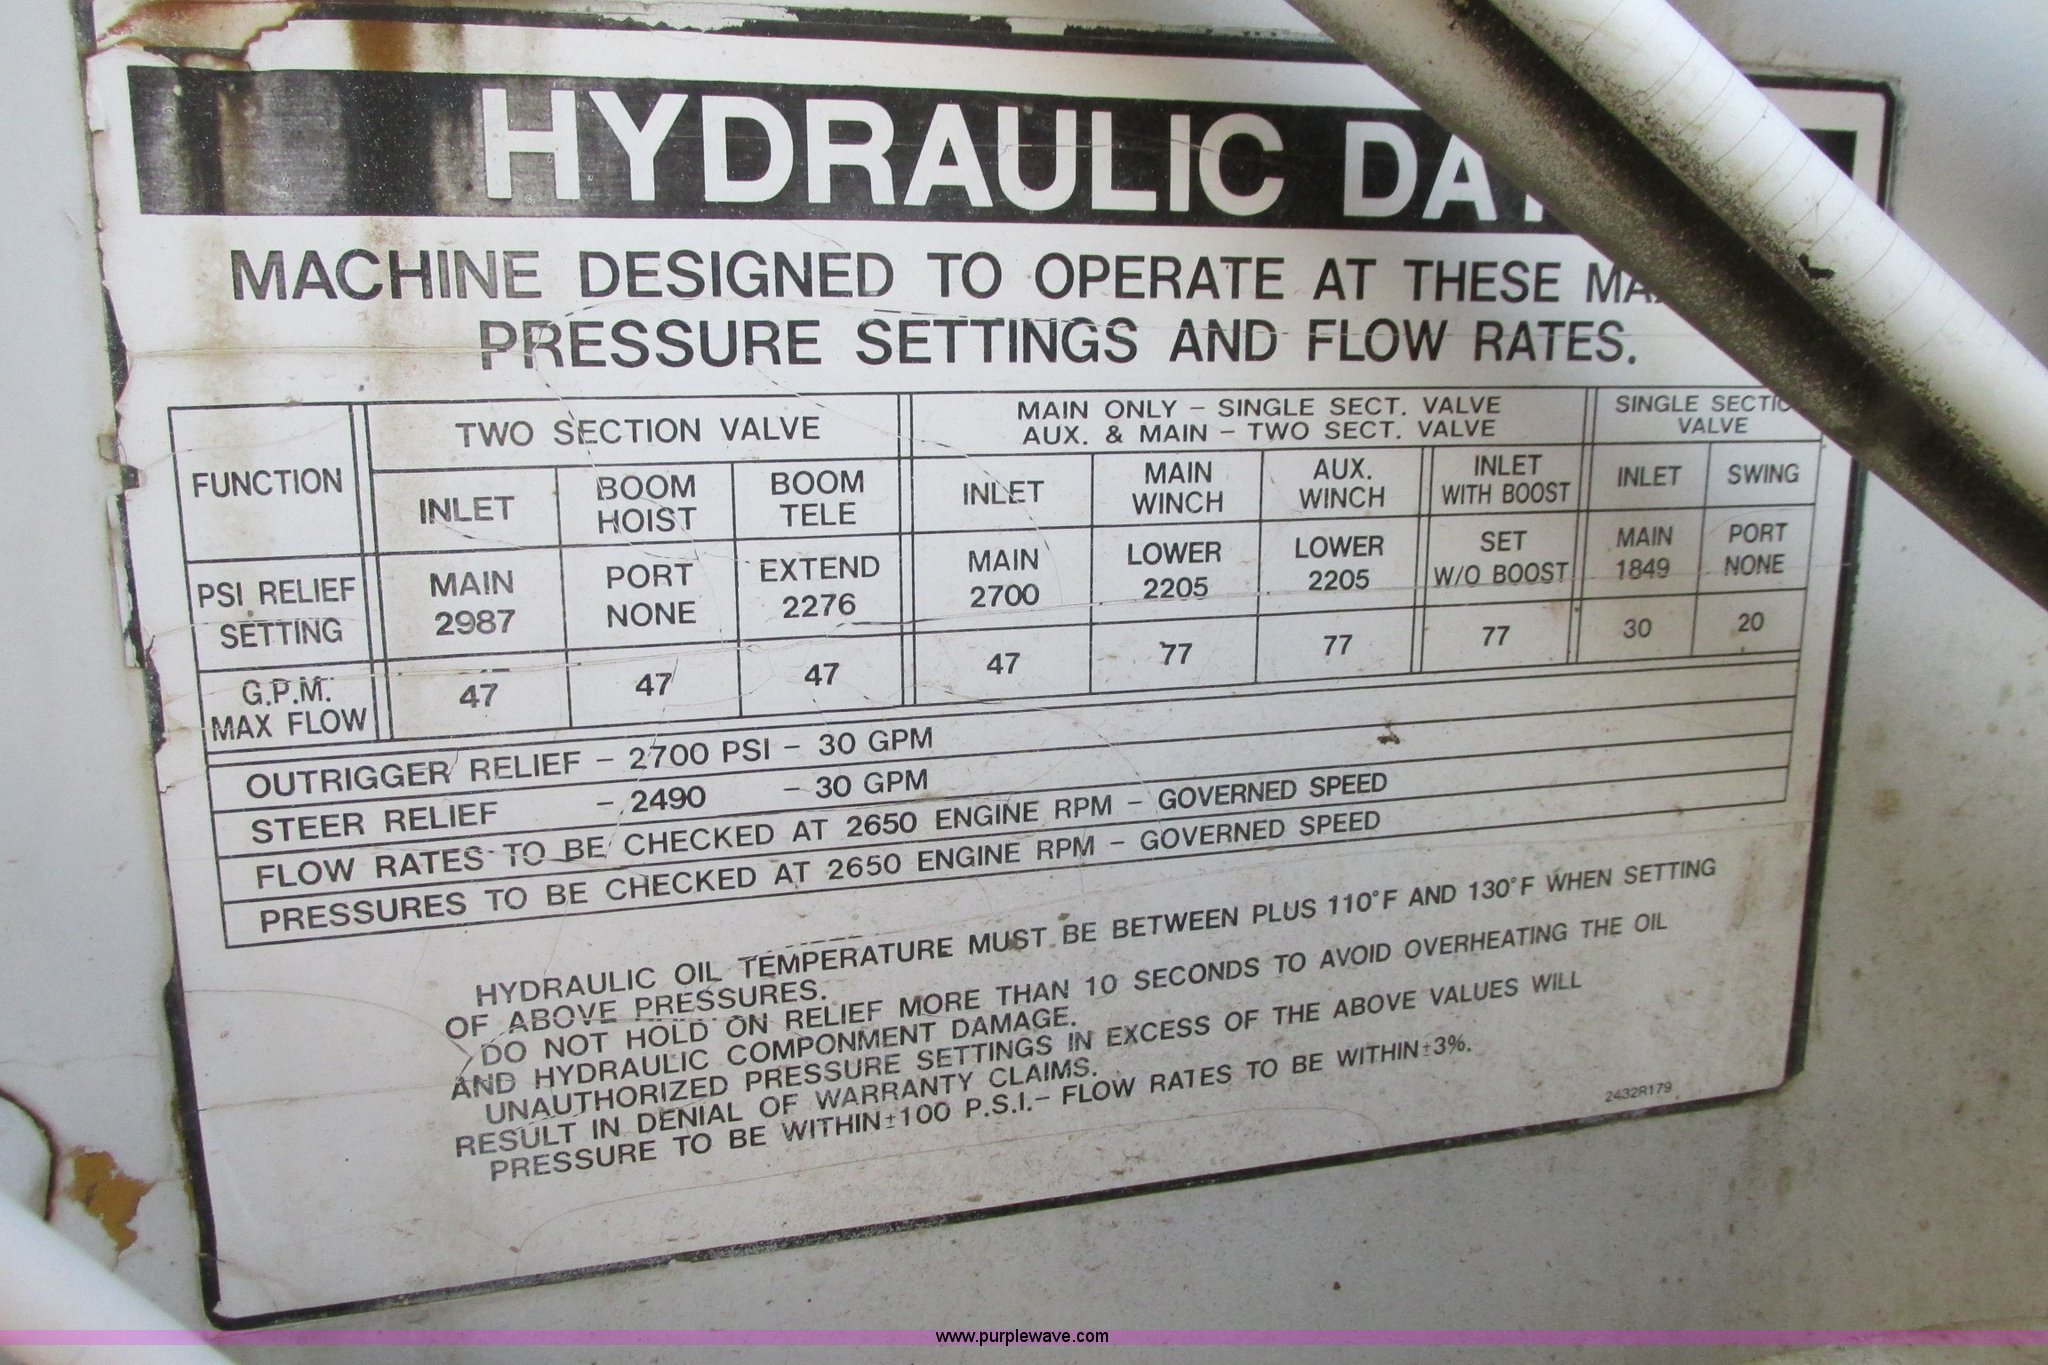 HYDRAULIC
MACHINE DESIGNED TO OPERATE AT THESE
PRESSURE SETTINGS AND FLOW RATES.
FUNCTION
TWO SECTION VALVE
MAIN ONLY - SINGLE SECT. VALVE
AUX. & MAIN - TWO SECT. VALVE
SINGLE
VALVE
INLET
BOOM
HOIST
BOOM
TELE
INLET
MAIN
WINCH
AUX.
WINCH
INLET
WITH BOOST
INLET
SWING
PSI RELIEF
SETTING
MAIN
2987
PORT
NONE
EXTEND
2276
MAIN
2700
LOWER
2205
LOWER
2205
SET
W/O BOOST
MAIN
1849
PORT
NONE
G.P.M.
MAX FLOW
47
47
47
47
77
77
77
30
20
OUTRIGGER RELIEF - 2700 PSI - 30 GPM
STEER RELIEF - 2490 - 30 GPM
FLOW RATES TO BE CHECKED AT 2650 ENGINE RPM - GOVERNED SPEED
PRESSURES TO BE CHECKED AT 2650 ENGINE RPM - GOVERNED SPEED
HYDRAULIC OIL TEMPERATURE MUST BE BETWEEN PLUS 110°F AND 130°F WHEN SETTING
OF ABOVE PRESSURES.
DO NOT HOLD ON RELIEF MORE THAN 10 SECONDS TO AVOID OVERHEATING THE OIL
AND HYDRAULIC COMPONMENT DAMAGE.
UNAUTHORIZED PRESSURE SETTINGS IN EXCESS OF THE ABOVE VALUES WILL
RESULT IN DENIAL OF WARRANTY CLAIMS.
PRESSURE TO BE WITHIN±100 P.S.I.- FLOW RATES TO BE WITHIN±3%.
2432R179
www.purplewave.com